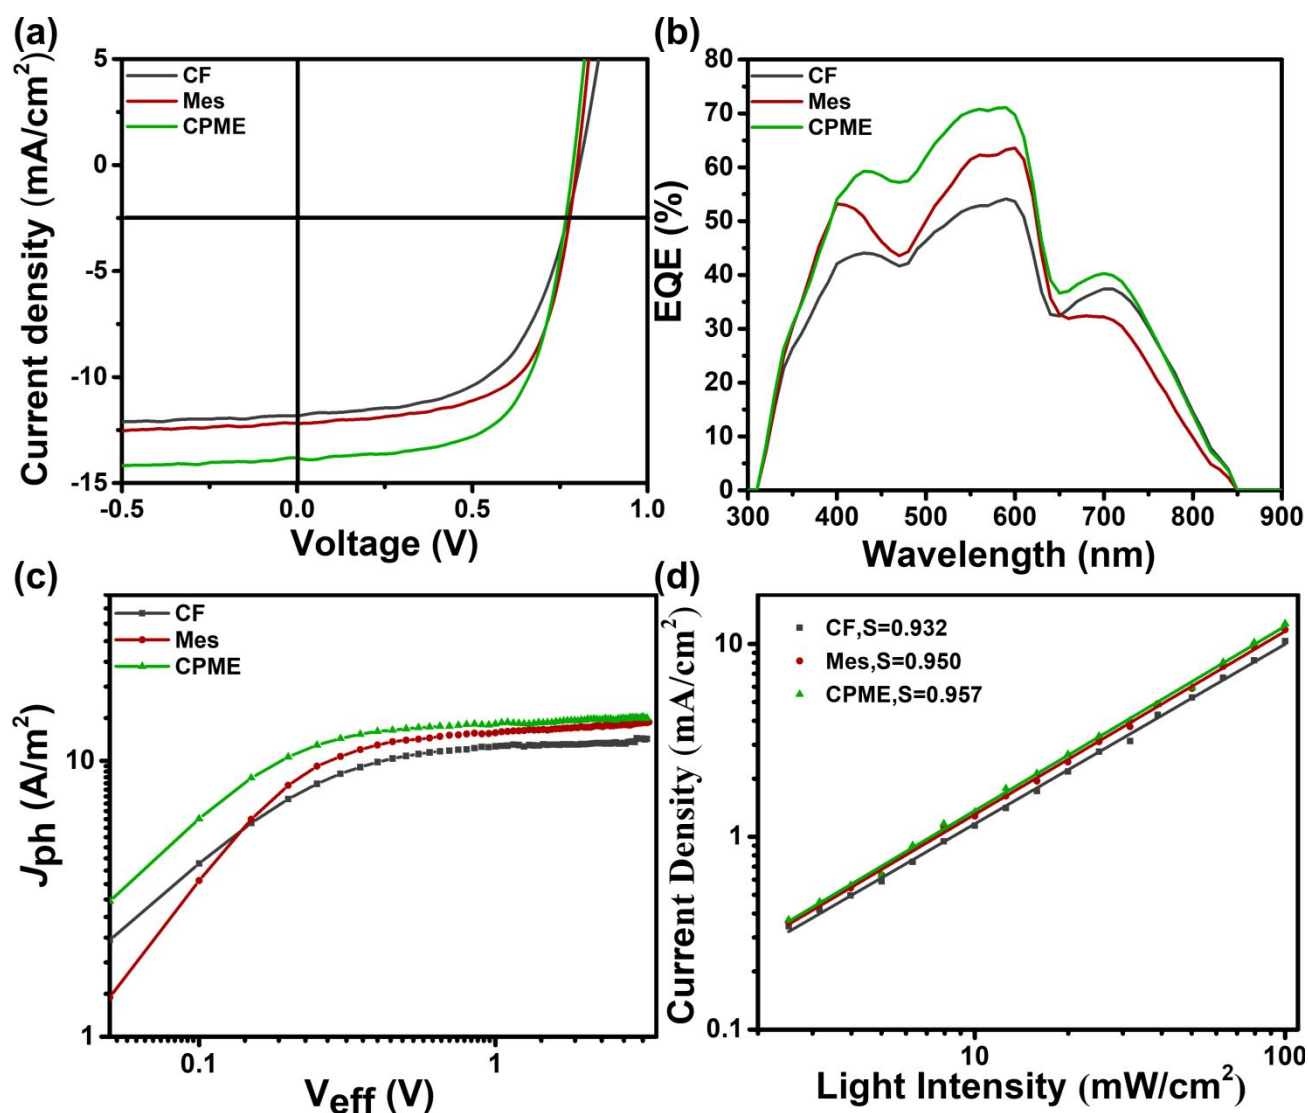 (a)
Current density (mA/cm²)
5
0
-5
-10
-15
CF
Mes
CPME
-0.5
0.0
0.5
1.0
Voltage (V)
(b)
EQE (%)
80
70
60
50
40
30
20
10
0
CF
Mes
CPME
300
400
500
600
700
800
900
Wavelength (nm)
(c)
Jph (A/m²)
10
1
CF
Mes
CPME
0.1
1
Veff (V)
(d)
Current Density (mA/cm²)
10
1
0.1
CF,S=0.932
Mes,S=0.950
CPME,S=0.957
10
100
Light Intensity (mW/cm²)